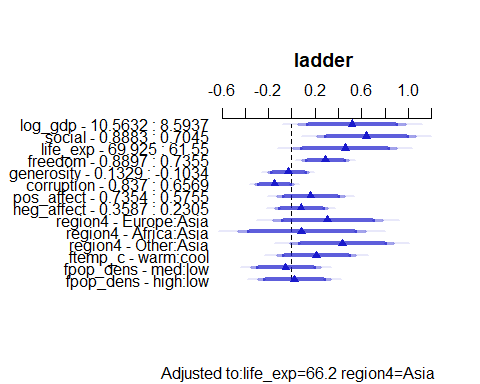 ladder
-0.6 -0.2 0.2 0.6 1.0
log_gdp - 10.5632 : 8.5937
social - 0.8883 : 0.7045
life_exp - 69.925 : 61.55
freedom - 0.8897 : 0.7355
generosity - 0.1329 : -0.1034
corruption - 0.837 : 0.6569
pos_affect - 0.7354 : 0.5755
neg_affect - 0.3587 : 0.2305
region4 - Europe:Asia
region4 - Africa:Asia
region4 - Other:Asia
ftemp_c - warm:cool
fpop_dens - med:low
fpop_dens - high:low
Adjusted to:life_exp=66.2 region4=Asia